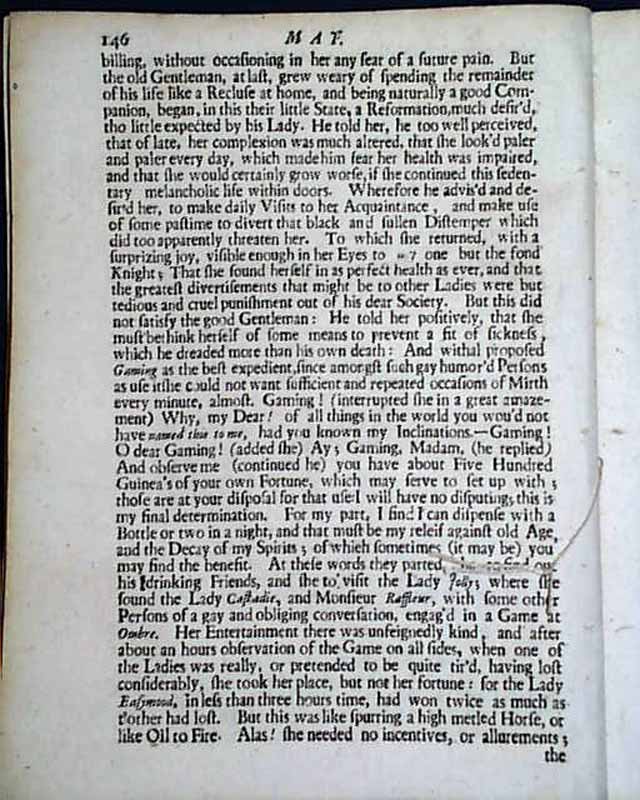 146 MAY.
billing, without occasioning in her any fear of a future pain. But
the old Gentleman, at last, grew weary of spending the remainder
of his life like a Recluse at home, and being naturally a good Com-
panion, began, in this their little State, a Reformation, much desir'd,
tho little expected by his Lady. He told her, he too well perceived,
that of late, her complexion was much altered, that she look'd paler
and paler every day, which made him fear her health was impaired,
and that she would certainly grow worse, if she continued this seden-
tary melancholic life within doors. Wherefore he advis'd and de-
sir'd her, to make daily Visits to her Acquaintance, and make use
of some pastime to divert that black and sullen Distemper which
did too apparently threaten her. To which she returned, with a
surprizing joy, visible enough in her Eyes to one but the fond
Knight; That she found herself in as perfect health as ever, and that
the greatest divertisements that might be to other Ladies were but
tedious and cruel punishment out of his dear Society. But this did
not satisfy the good Gentleman: He told her positively, that she
must bethink herself of some means to prevent a fit of sickness,
which he dreaded more than his own death: And withal proposed
Gaming as the best expedient, since amongst such gay humor'd Persons
as use it she could not want sufficient and repeated occasions of Mirth
every minute, almost. Gaming! (interrupted she in a great amaze-
ment) Why, my Dear! of all things in the world you wou'd not
have named this to me, had you known my Inclinations.—Gaming!
O dear Gaming! (added she) Ay; Gaming, Madam, (he replied)
And observe me (continued he) you have about Five Hundred
Guinea's of your own Fortune, which may serve to set up with;
those are at your disposal for that use: I will have no disputing; this is
my final determination. For my part, I find I can dispense with a
Bottle or two in a night, and that must be my releif against old Age,
and the Decay of my Spirits; of which sometimes (it may be) you
may find the benefit. At these words they parted, he to find out
his drinking Friends, and she to visit the Lady Jolly; where she
found the Lady Castadie, and Monsieur Raffleur, with some other
Persons of a gay and obliging conversation, engag'd in a Game at
Ombre. Her Entertainment there was unfeignedly kind, and after
about an hours observation of the Game on all sides, when one of
the Ladies was really, or pretended to be quite tir'd, having lost
considerably, she took her place, but not her fortune: for the Lady
Easymood, in less than three hours time, had won twice as much as
t'other had lost. But this was like spurring a high metled Horse, or
like Oil to Fire. Alas! she needed no incentives, or allurements;
the